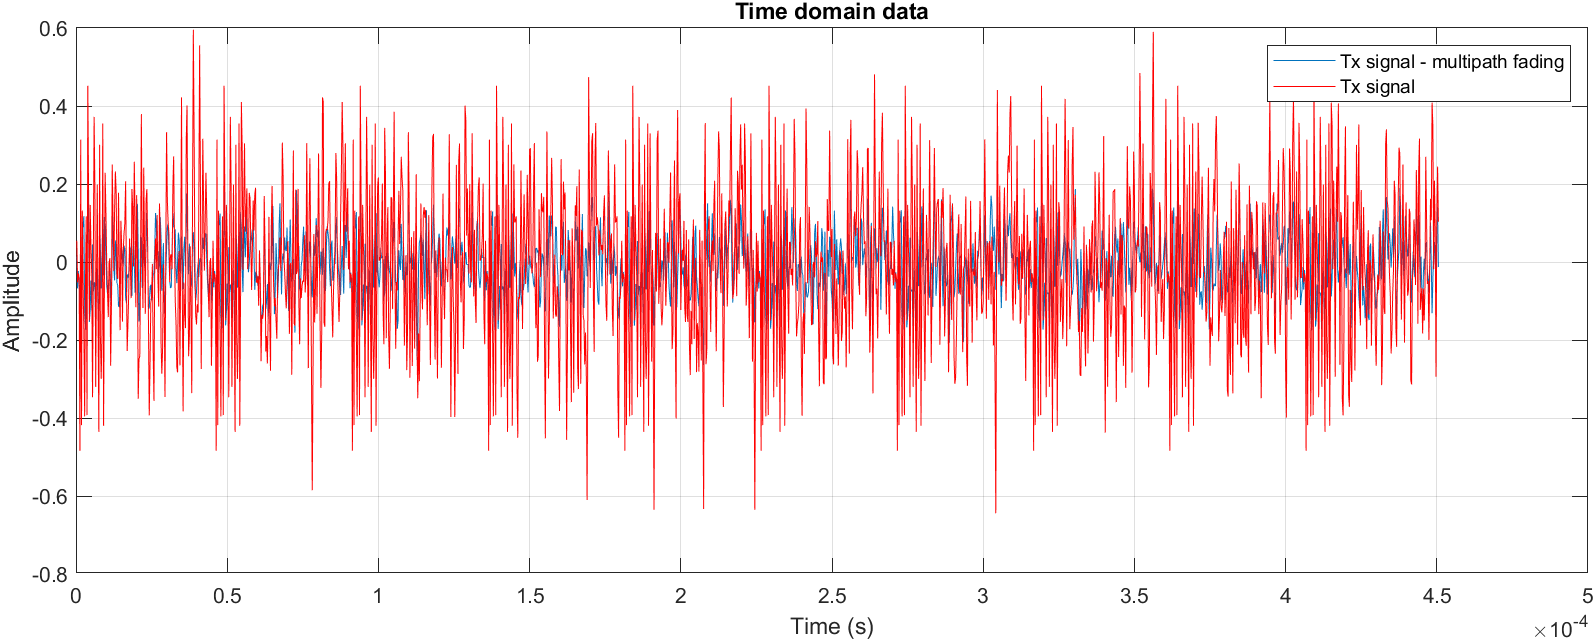 Time domain data
Tx signal - multipath fading
Tx signal
Amplitude
0.6
0.4
0.2
0
-0.2
-0.4
-0.6
-0.8
0 0.5 1 1.5 2 2.5 3 3.5 4 4.5 5
Time (s)
×10-4